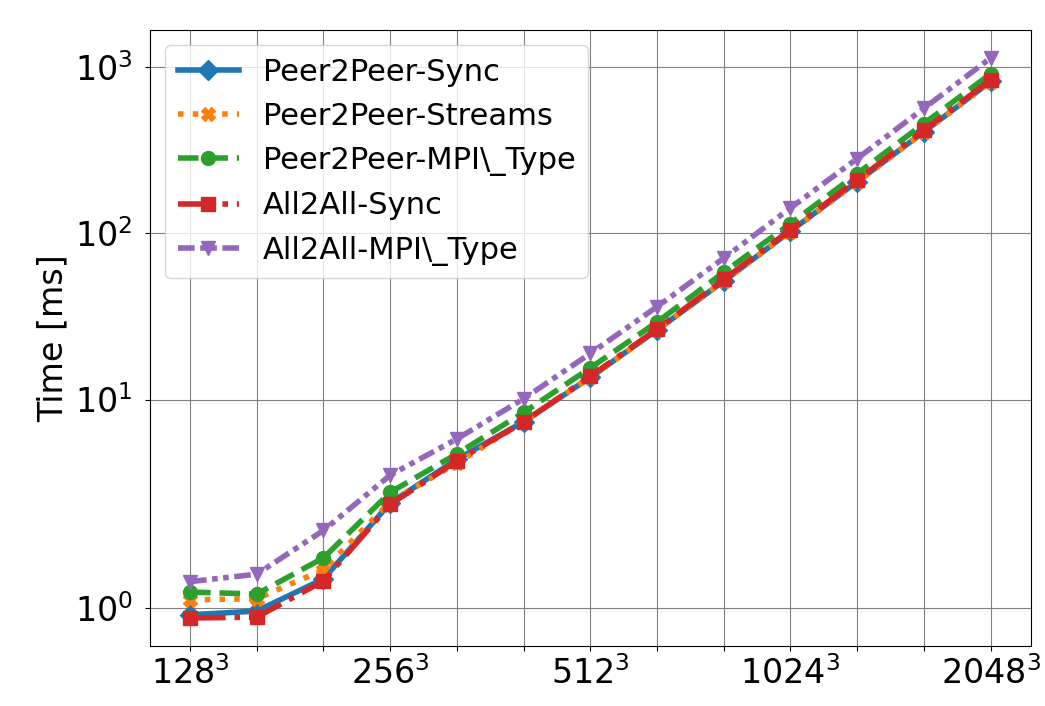 10³
10²
10¹
10⁰
Time [ms]
Peer2Peer-Sync
Peer2Peer-Streams
Peer2Peer-MPI\_Type
All2All-Sync
All2All-MPI\_Type
128³ 256³ 512³ 1024³ 2048³